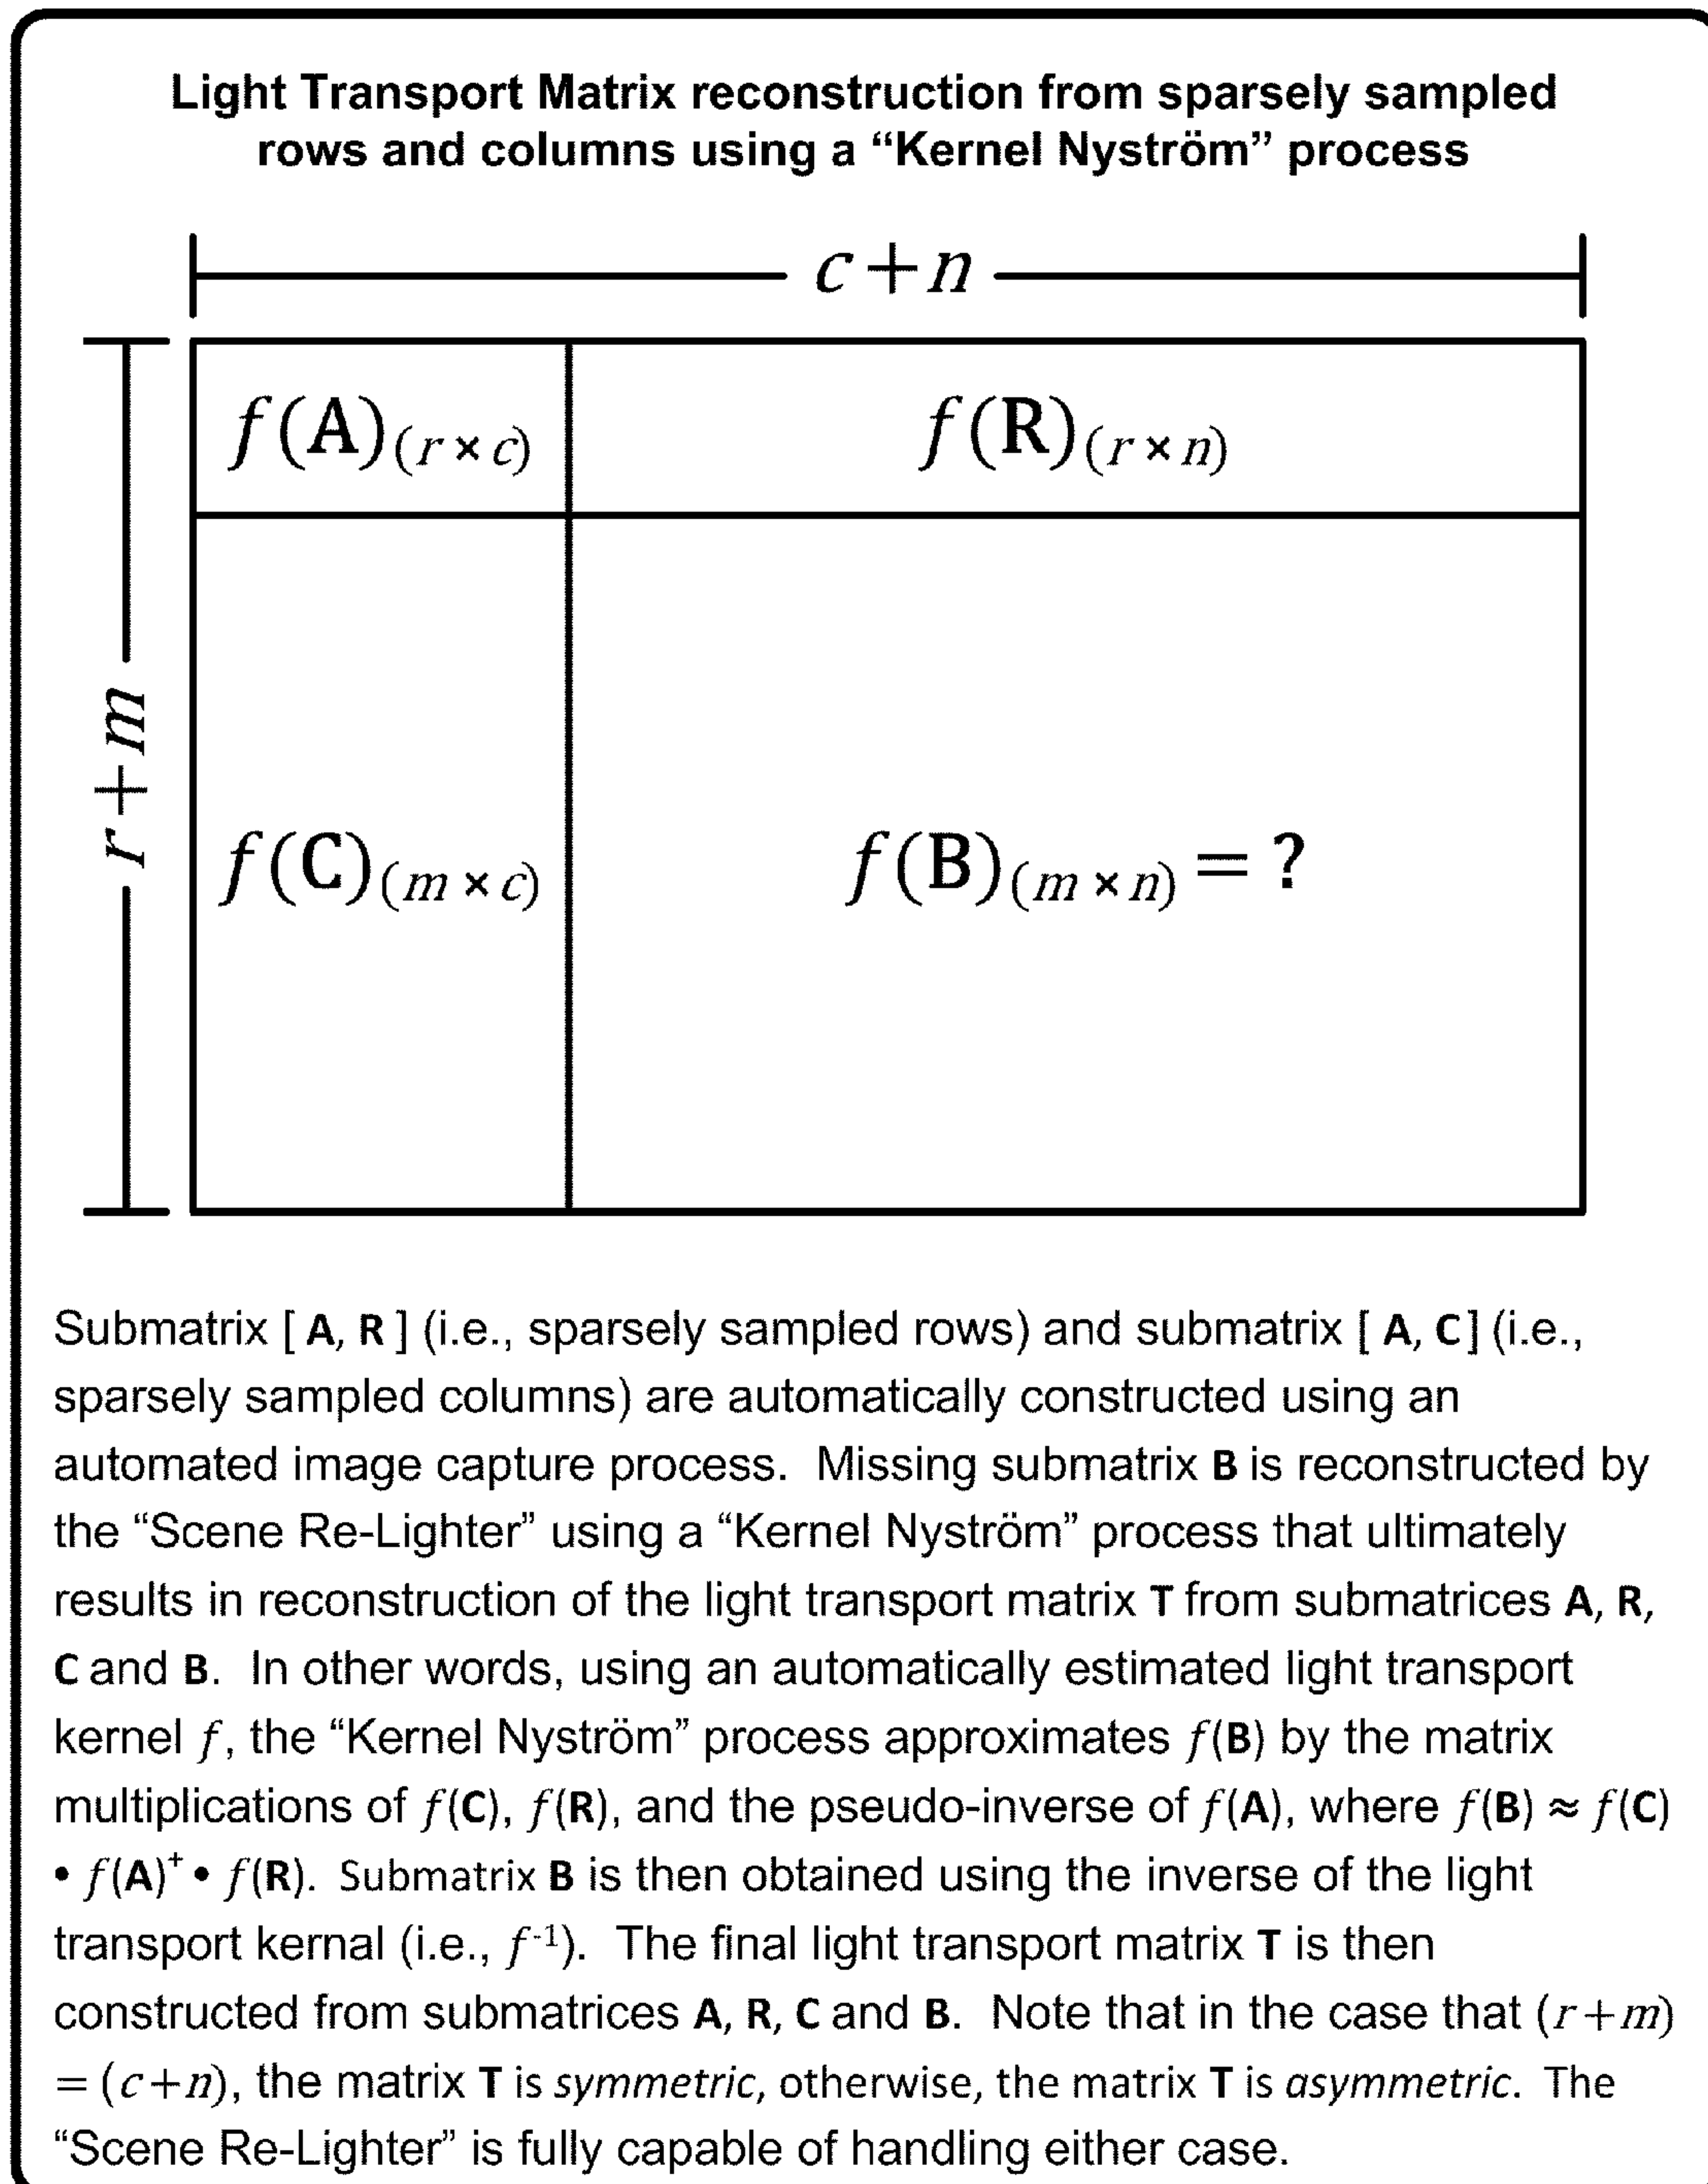 Light Transport Matrix reconstruction from sparsely sampled
rows and columns using a “Kernel Nyström” process
c+n
f(A)(r × c)
f(R)(r × n)
r+m
f(C)(m × c)
f(B)(m × n) = ?
Submatrix [ A, R ] (i.e., sparsely sampled rows) and submatrix [ A, C ] (i.e.,
sparsely sampled columns) are automatically constructed using an
automated image capture process. Missing submatrix B is reconstructed by
the “Scene Re-Lighter” using a “Kernel Nyström” process that ultimately
results in reconstruction of the light transport matrix T from submatrices A, R,
C and B. In other words, using an automatically estimated light transport
kernel f, the “Kernel Nyström” process approximates f(B) by the matrix
multiplications of f(C), f(R), and the pseudo-inverse of f(A), where f(B) ≈ f(C)
• f(A)⁺ • f(R). Submatrix B is then obtained using the inverse of the light
transport kernal (i.e., f⁻¹). The final light transport matrix T is then
constructed from submatrices A, R, C and B. Note that in the case that (r+m)
= (c+n), the matrix T is symmetric, otherwise, the matrix T is asymmetric. The
“Scene Re-Lighter” is fully capable of handling either case.